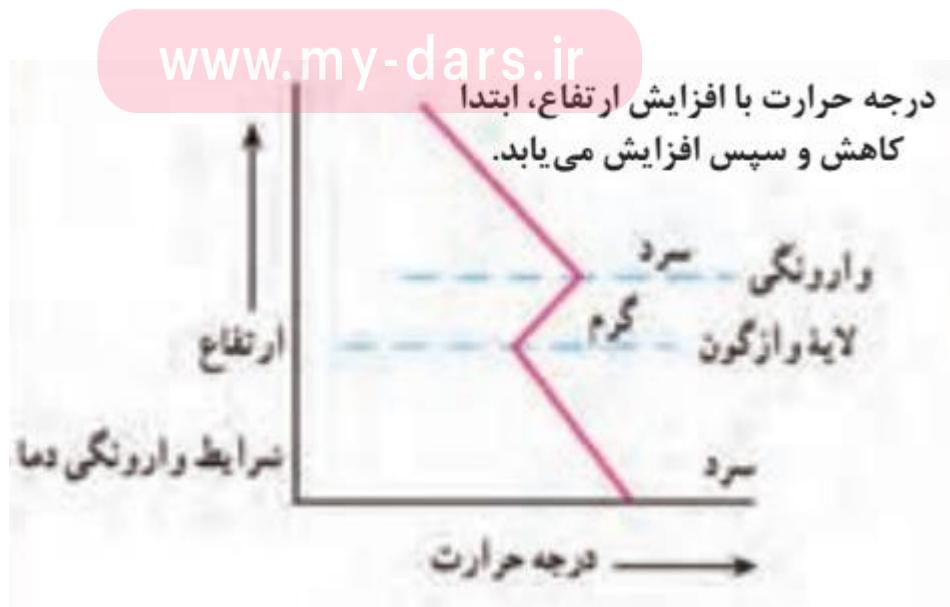 www.my-dars.ir
درجه حرارت با افزایش ارتفاع، ابتدا
کاهش و سپس افزایش می‌یابد.
سرد
وارونگی
گرم
لایهٔ واژگون
ارتفاع
سرد
شرایط وارونگی دما
درجه حرارت